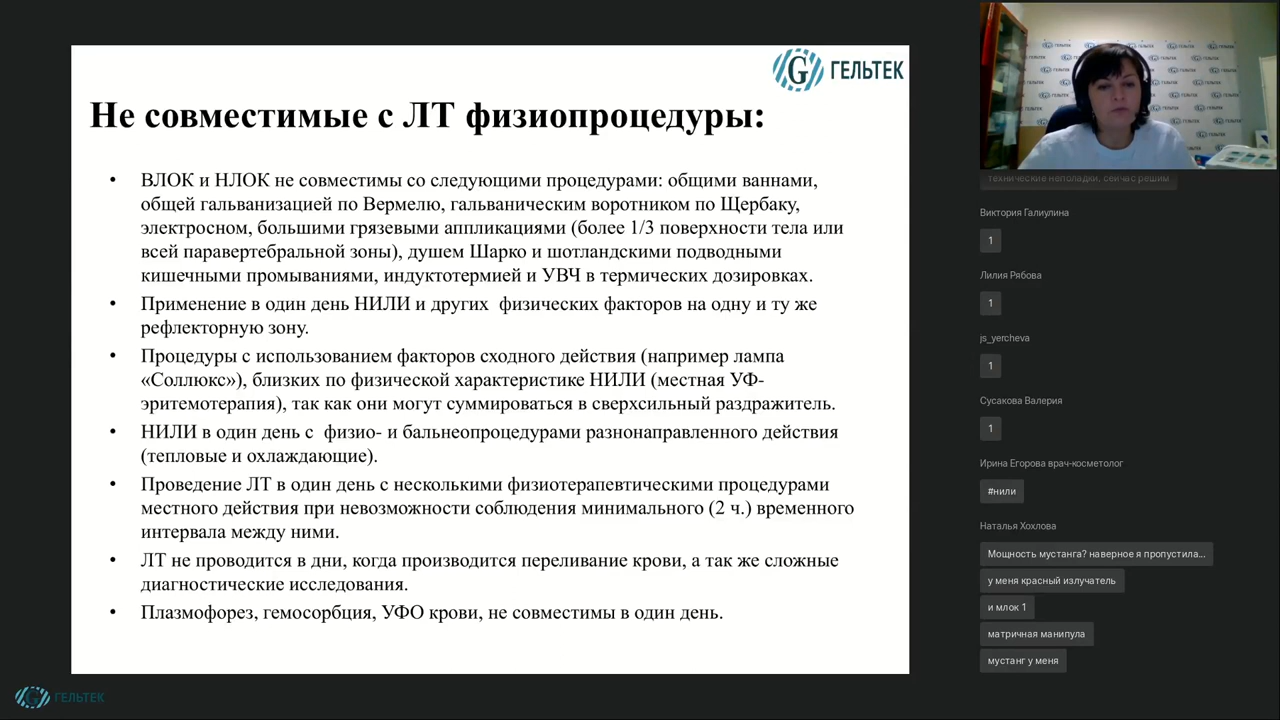 ГЕЛЬТЕК
Не совместимые с ЛТ физиопроцедуры:
• ВЛОК и НЛОК не совместимы со следующими процедурами: общими ваннами,
общей гальванизацией по Вермелю, гальваническим воротником по Щербаку,
электросном, большими грязевыми аппликациями (более 1/3 поверхности тела или
всей паравертебральной зоны), душем Шарко и шотландскими подводными
кишечными промываниями, индуктотермией и УВЧ в термических дозировках.
• Применение в один день НИЛИ и других физических факторов на одну и ту же
рефлекторную зону.
• Процедуры с использованием факторов сходного действия (например лампа
«Соллюкс»), близких по физической характеристике НИЛИ (местная УФ-
эритемотерапия), так как они могут суммироваться в сверхсильный раздражитель.
• НИЛИ в один день с физио- и бальнеопроцедурами разнонаправленного действия
(тепловые и охлаждающие).
• Проведение ЛТ в один день с несколькими физиотерапевтическими процедурами
местного действия при невозможности соблюдения минимального (2 ч.) временного
интервала между ними.
• ЛТ не проводится в дни, когда производится переливание крови, а так же сложные
диагностические исследования.
• Плазмофорез, гемосорбция, УФО крови, не совместимы в один день.
технические неполадки, сейчас решим
Виктория Галиулина
1
Лилия Рябова
1
js_yercheva
1
Сусакова Валерия
1
Ирина Егорова врач-косметолог
#нили
Наталья Хохлова
Мощность мустанга? наверное я пропустила...
у меня красный излучатель
и млок 1
матричная манипула
мустанг у меня
ГЕЛЬТЕК